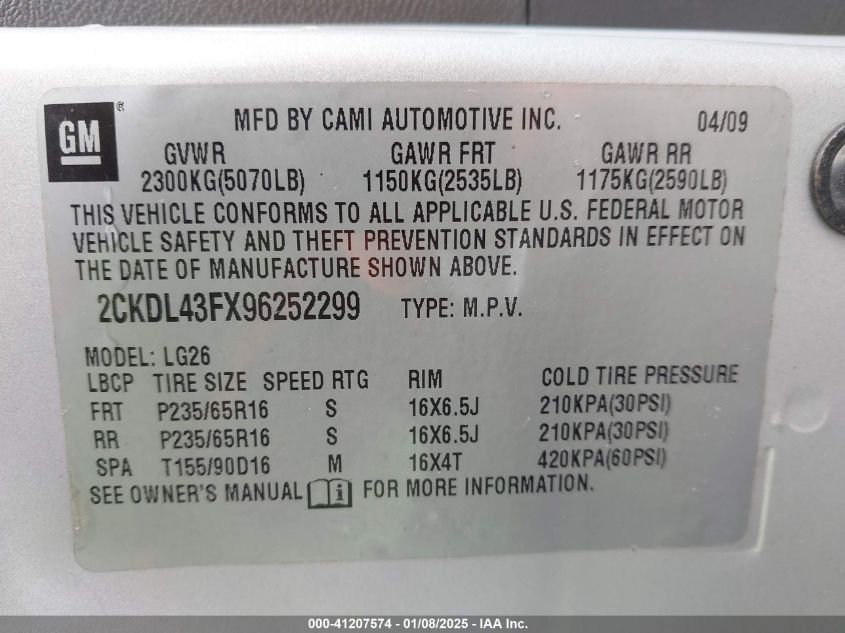 GM ® MFD BY CAMI AUTOMOTIVE INC. 04/09
GVWR GAWR FRT GAWR RR
2300KG(5070LB) 1150KG(2535LB) 1175KG(2590LB)
THIS VEHICLE CONFORMS TO ALL APPLICABLE U.S. FEDERAL MOTOR
VEHICLE SAFETY AND THEFT PREVENTION STANDARDS IN EFFECT ON
THE DATE OF MANUFACTURE SHOWN ABOVE.
2CKDL43FX96252299 TYPE: M.P.V.
MODEL: LG26
LBCP TIRE SIZE SPEED RTG RIM COLD TIRE PRESSURE
FRT P235/65R16 S 16X6.5J 210KPA(30PSI)
RR P235/65R16 S 16X6.5J 210KPA(30PSI)
SPA T155/90D16 M 16X4T 420KPA(60PSI)
SEE OWNER'S MANUAL i FOR MORE INFORMATION.
000-41207574 - 01/08/2025 - IAA Inc.